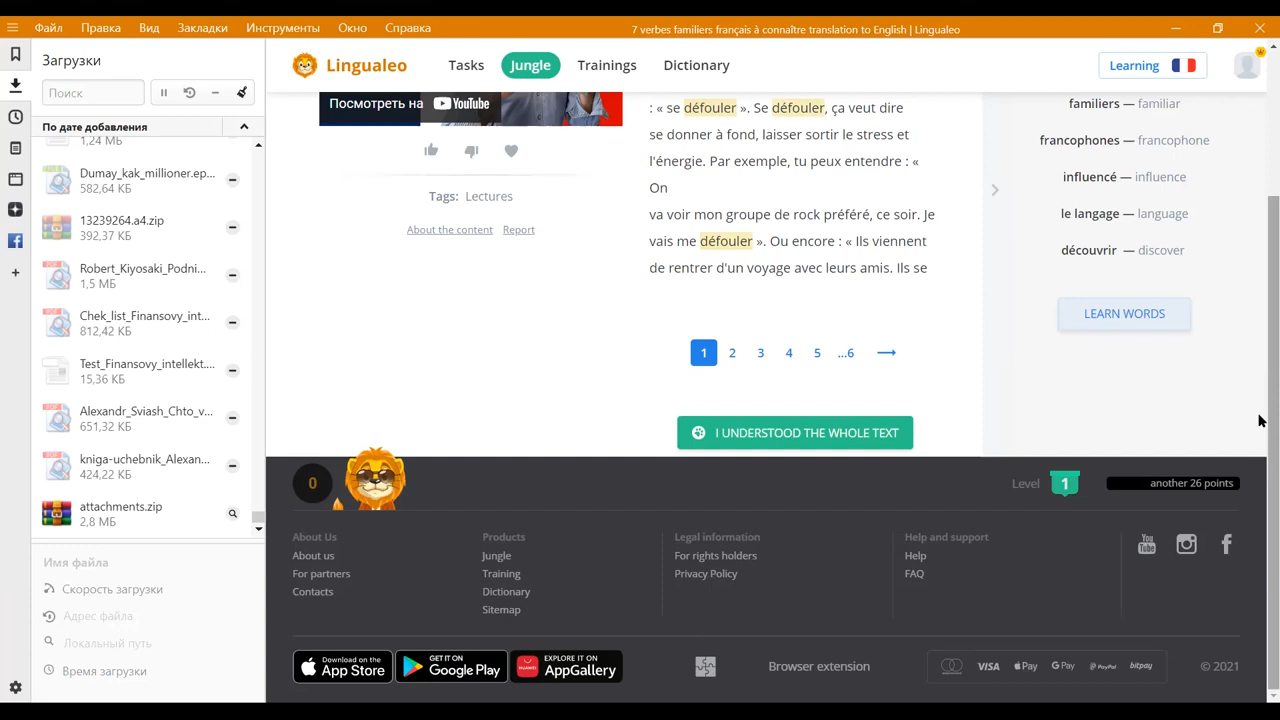 Файл Правка Вид Закладки Инструменты Окно Справка
7 verbes familiers français à connaître translation to English | Lingualeo
Загрузки
Поиск
По дате добавления
1,24 МБ
Dumay_kak_millioner.ep...
582,64 КБ
13239264.a4.zip
392,37 КБ
Robert_Kiyosaki_Podni...
1,5 МБ
Chek_list_Finansovy_int...
812,42 КБ
Test_Finansovy_intellekt....
15,36 КБ
Alexandr_Sviash_Chto_v...
651,32 КБ
kniga-uchebnik_Alexan...
424,22 КБ
attachments.zip
2,8 МБ
Имя файла
Скорость загрузки
Адрес файла
Локальный путь
Время загрузки
Lingualeo
Tasks
Jungle
Trainings
Dictionary
Learning
Посмотреть на YouTube
Tags: Lectures
About the content Report
: « se défouler ». Se défouler, ça veut dire
se donner à fond, laisser sortir le stress et
l'énergie. Par exemple, tu peux entendre : «
On
va voir mon groupe de rock préféré, ce soir. Je
vais me défouler ». Ou encore : « Ils viennent
de rentrer d'un voyage avec leurs amis. Ils se
1 2 3 4 5 ...6
I UNDERSTOOD THE WHOLE TEXT
familiers — familiar
francophones — francophone
influencé — influence
le langage — language
découvrir — discover
LEARN WORDS
0
Level 1 another 26 points
About Us
About us
For partners
Contacts
Products
Jungle
Training
Dictionary
Sitemap
Legal information
For rights holders
Privacy Policy
Help and support
Help
FAQ
You Tube
Download on the
App Store
GET IT ON
Google Play
HUAWEI
EXPLORE IT ON
AppGallery
Browser extension
VISA Pay G Pay PayPal bitpay
© 2021